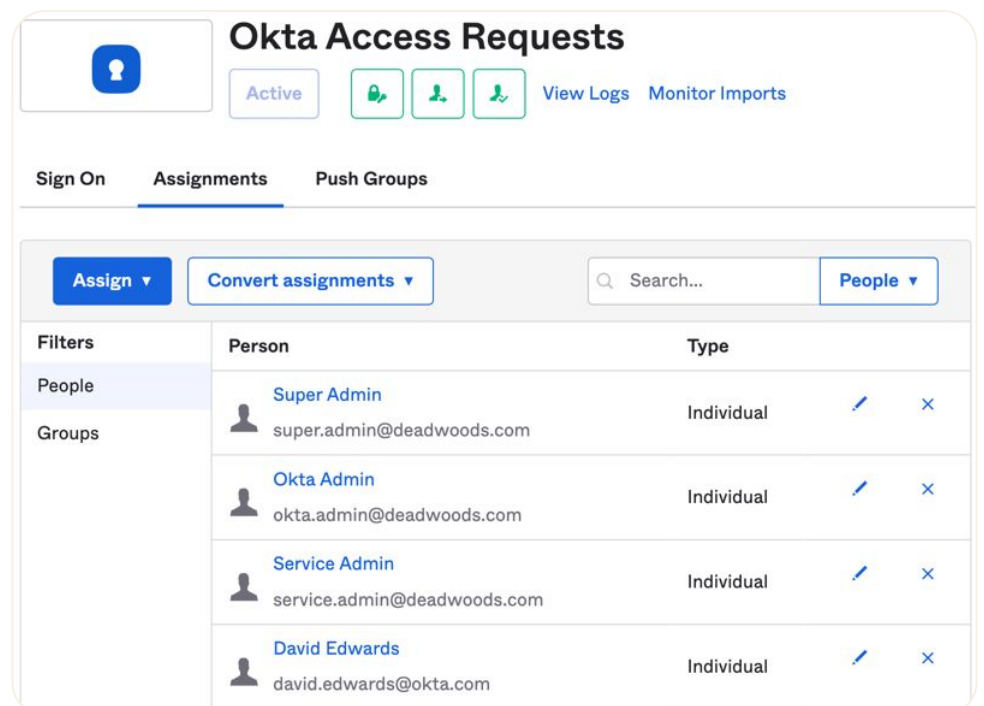 Okta Access Requests
Active View Logs Monitor Imports
Sign On Assignments Push Groups
Assign Convert assignments Search... People
Filters Person Type
People
Groups
Super Admin
super.admin@deadwoods.com Individual
Okta Admin
okta.admin@deadwoods.com Individual
Service Admin
service.admin@deadwoods.com Individual
David Edwards
david.edwards@okta.com Individual